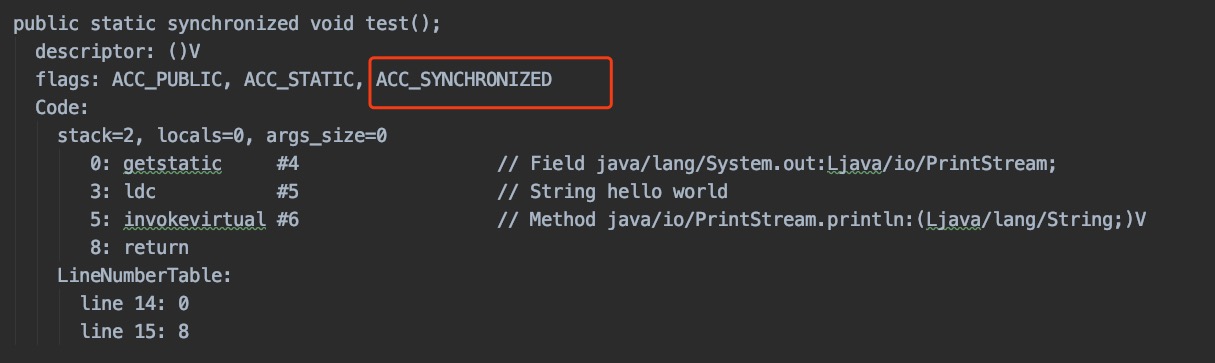 public static synchronized void test();
descriptor: ()V
flags: ACC_PUBLIC, ACC_STATIC, ACC_SYNCHRONIZED
Code:
stack=2, locals=0, args_size=0
0: getstatic #4 // Field java/lang/System.out:Ljava/io/PrintStream;
3: ldc #5 // String hello world
5: invokevirtual #6 // Method java/io/PrintStream.println:(Ljava/lang/String;)V
8: return
LineNumberTable:
line 14: 0
line 15: 8